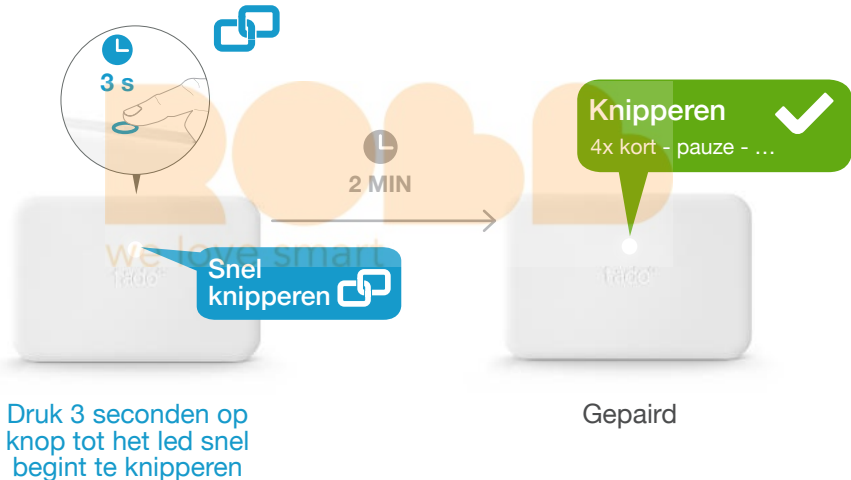 3 s
2 MIN
Knipperen
4x kort - pauze - …
ROBB
we love smart
tado°
Snel
knipperen
tado°
Druk 3 seconden op
knop tot het led snel
begint te knipperen
Gepaird